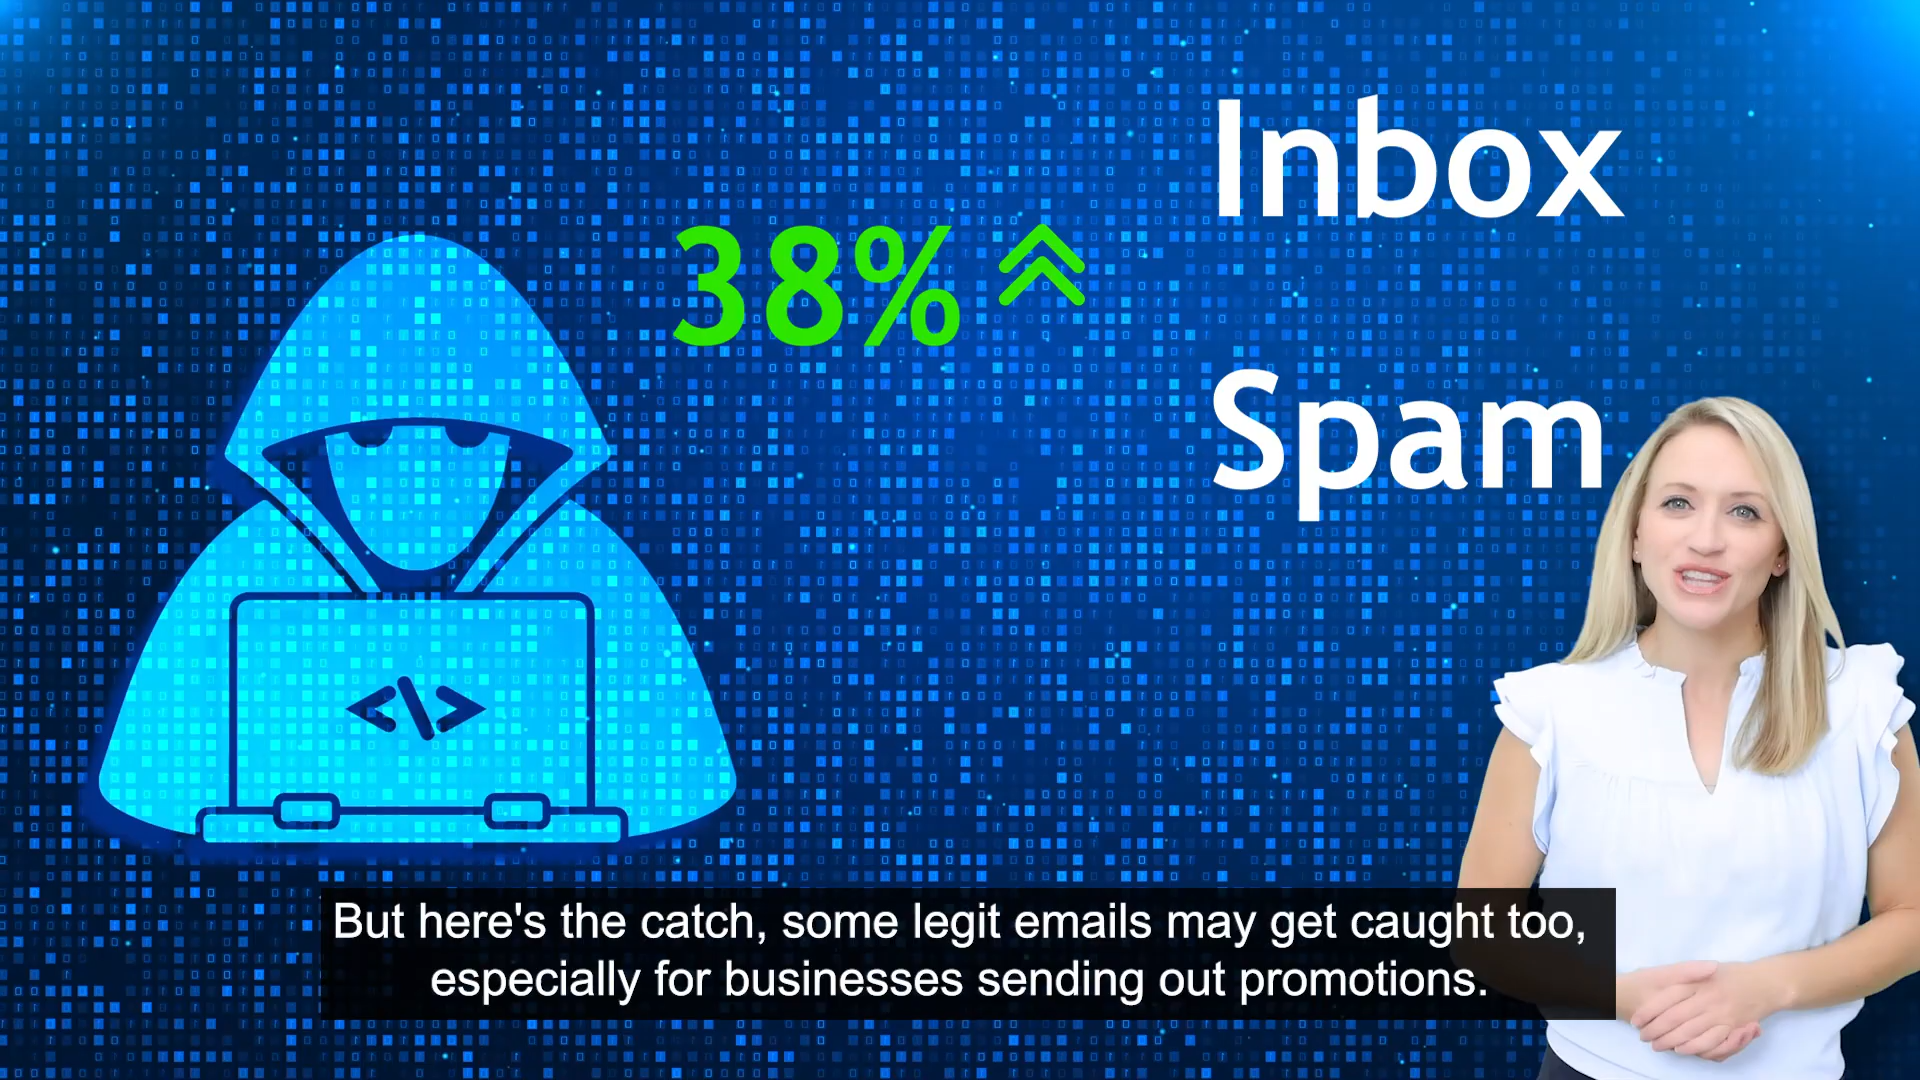 Inbox
38%
Spam
</>
But here's the catch, some legit emails may get caught too,
especially for businesses sending out promotions.